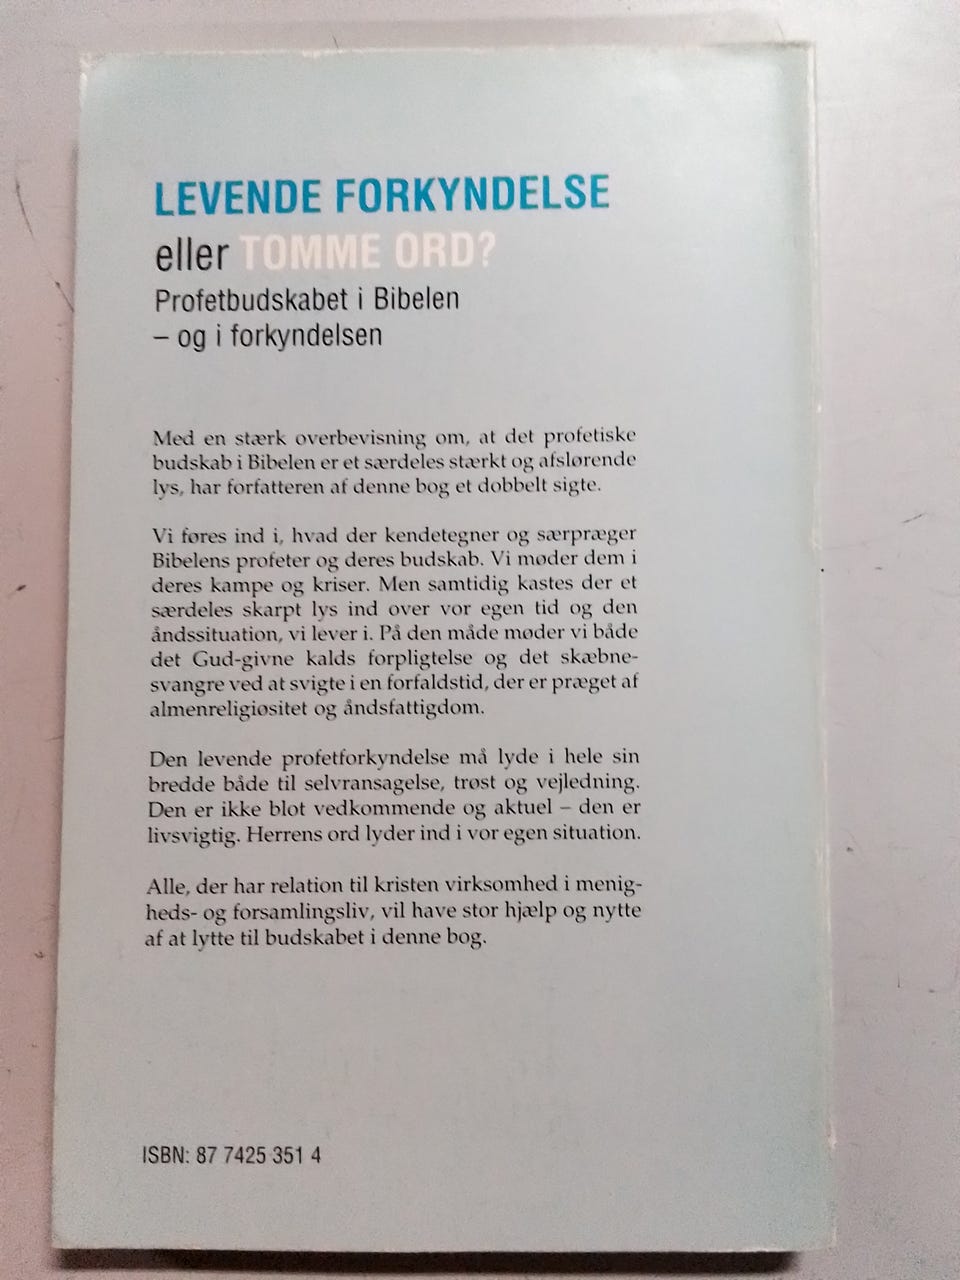 LEVENDE FORKYNDELSE
eller TOMME ORD?
Profetbudskabet i Bibelen
– og i forkyndelsen
Med en stærk overbevisning om, at det profetiske
budskab i Bibelen er et særdeles stærkt og afslørende
lys, har forfatteren af denne bog et dobbelt sigte.
Vi føres ind i, hvad der kendetegner og særpræger
Bibelens profeter og deres budskab. Vi møder dem i
deres kampe og kriser. Men samtidig kastes der et
særdeles skarpt lys ind over vor egen tid og den
åndssituation, vi lever i. På den måde møder vi både
det Gud-givne kalds forpligtelse og det skæbne-
svangre ved at svigte i en forfaldstid, der er præget af
almenreligiøsitet og åndsfattigdom.
Den levende profetforkyndelse må lyde i hele sin
bredde både til selvransagelse, trøst og vejledning.
Den er ikke blot vedkommende og aktuel – den er
livsvigtig. Herrens ord lyder ind i vor egen situation.
Alle, der har relation til kristen virksomhed i menig-
heds- og forsamlingsliv, vil have stor hjælp og nytte
af at lytte til budskabet i denne bog.
ISBN: 87 7425 351 4